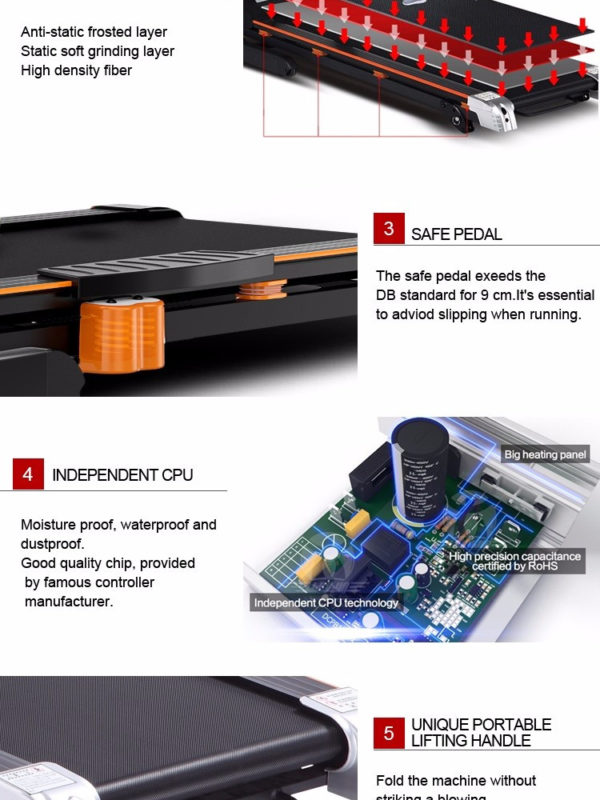 Anti-static frosted layer
Static soft grinding layer
High density fiber
3
SAFE PEDAL
The safe pedal exeeds the
DB standard for 9 cm.It's essential
to adviod slipping when running.
4
INDEPENDENT CPU
Moisture proof, waterproof and
dustproof.
Good quality chip, provided
by famous controller
manufacturer.
Big heating panel
High precision capacitance
certified by RoHS
Independent CPU technology
5
UNIQUE PORTABLE
LIFTING HANDLE
Fold the machine without
striking a blowing